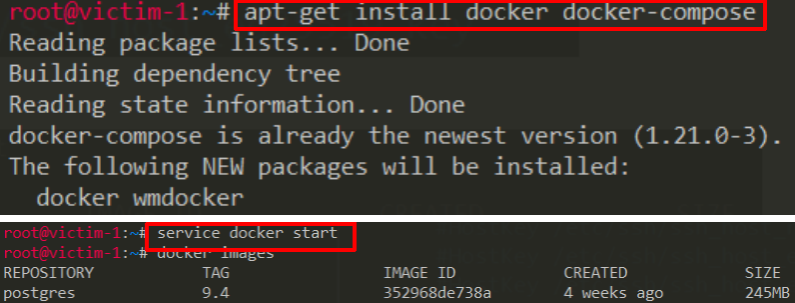 root@victim-1:~# apt-get install docker docker-compose
Reading package lists... Done
Building dependency tree
Reading state information... Done
docker-compose is already the newest version (1.21.0-3).
The following NEW packages will be installed:
  docker wmdocker
root@victim-1:~# service docker start
root@victim-1:~# docker images
REPOSITORY TAG IMAGE ID CREATED SIZE
postgres 9.4 352968de738a 4 weeks ago 245MB